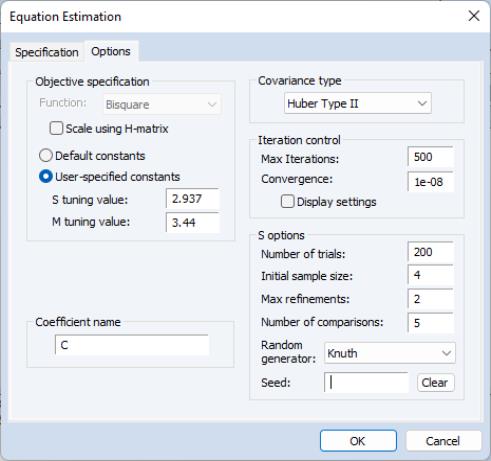 Equation Estimation
Specification Options
Objective specification
Function: Bisquare
Scale using H-matrix
Default constants
User-specified constants
S tuning value: 2.937
M tuning value: 3.44
Coefficient name
C
Covariance type
Huber Type II
Iteration control
Max Iterations: 500
Convergence: 1e-08
Display settings
S options
Number of trials: 200
Initial sample size: 4
Max refinements: 2
Number of comparisons: 5
Random
generator: Knuth
Seed: Clear
OK Cancel